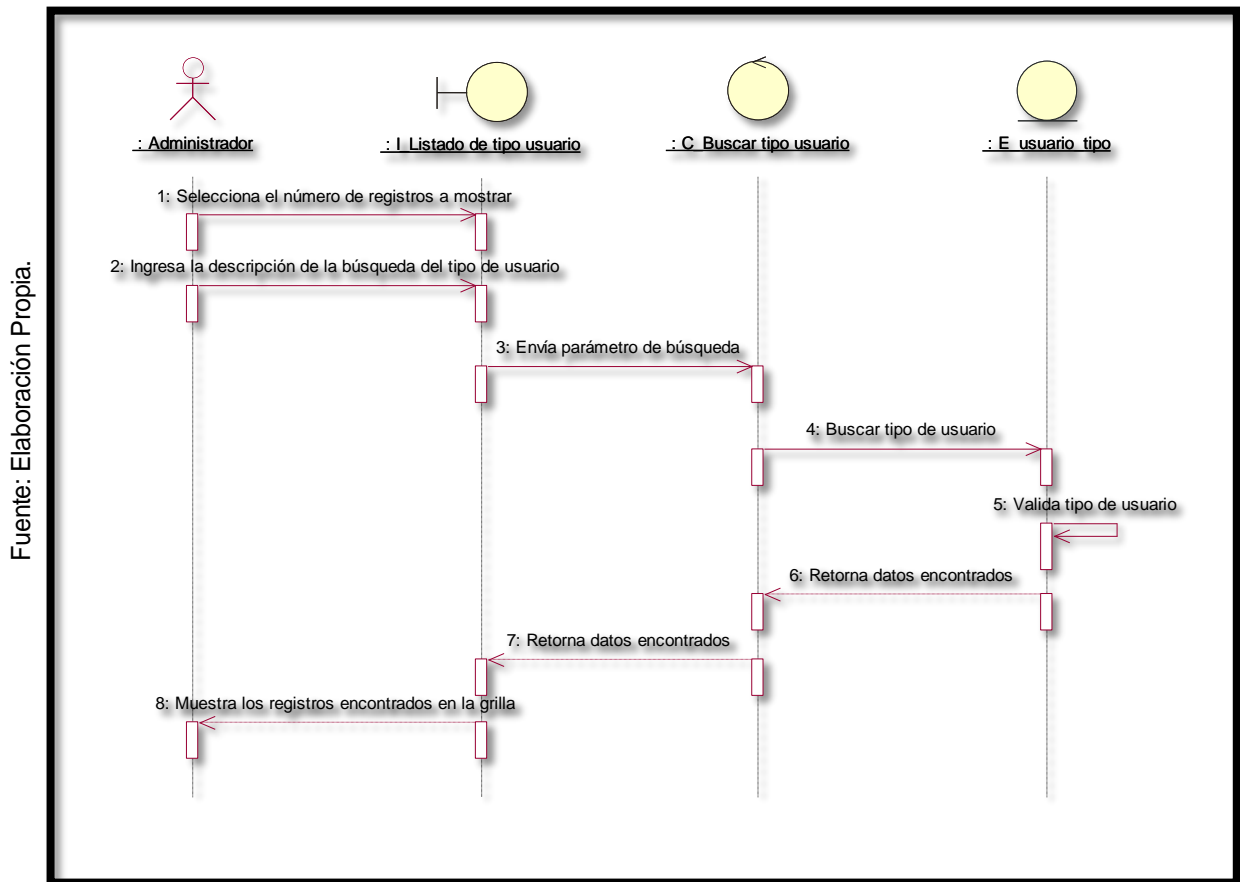 Fuente: Elaboración Propia.
: Administrador
: I_Listado de tipo usuario
: C_Buscar tipo usuario
: E_usuario_tipo
1: Selecciona el número de registros a mostrar
2: Ingresa la descripción de la búsqueda del tipo de usuario
3: Envía parámetro de búsqueda
4: Buscar tipo de usuario
5: Valida tipo de usuario
6: Retorna datos encontrados
7: Retorna datos encontrados
8: Muestra los registros encontrados en la grilla